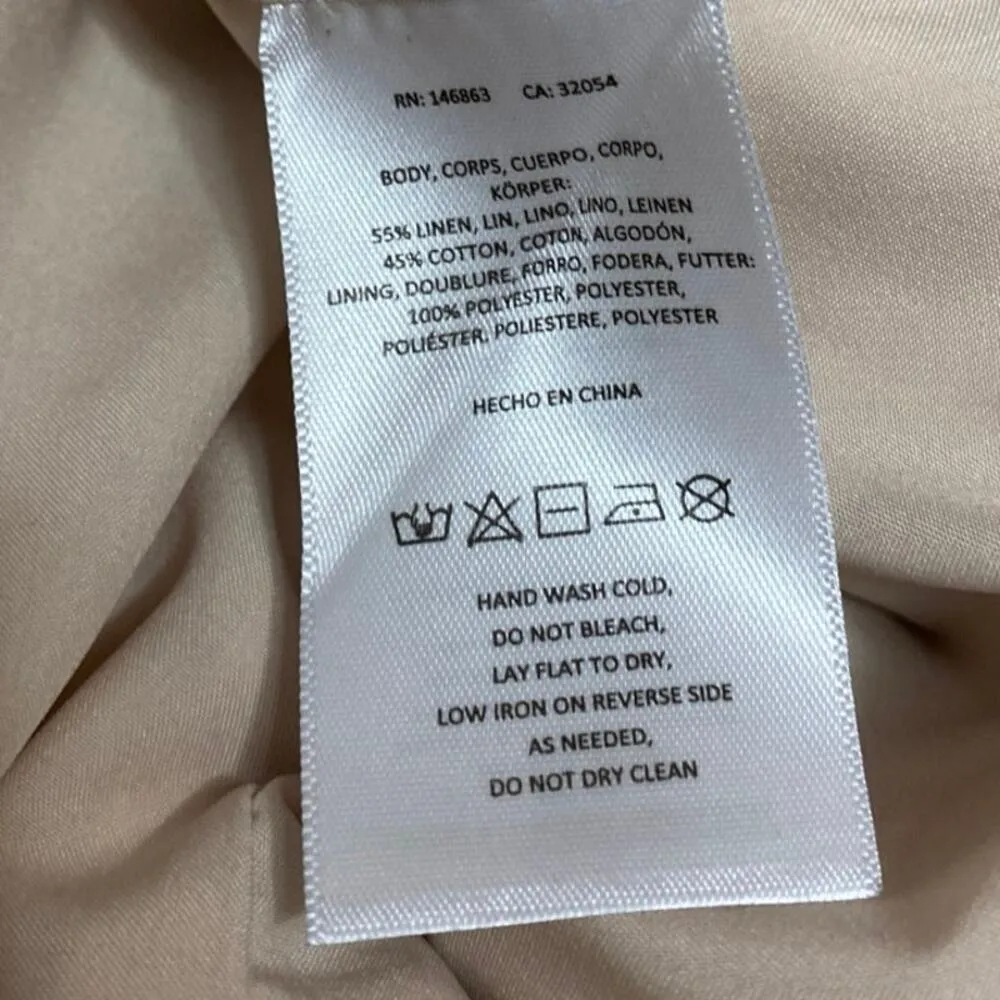 RN: 146863 CA: 32054
BODY, CORPS, CUERPO, CORPO,
KÖRPER:
55% LINEN, LIN, LINO, LINO, LEINEN
45% COTTON, COTON, ALGODÓN,
LINING, DOUBLURE, FORRO, FODERA, FUTTER:
100% POLYESTER, POLYESTER,
POLIÉSTER, POLIESTERE, POLYESTER
HECHO EN CHINA
HAND WASH COLD,
DO NOT BLEACH,
LAY FLAT TO DRY,
LOW IRON ON REVERSE SIDE
AS NEEDED,
DO NOT DRY CLEAN